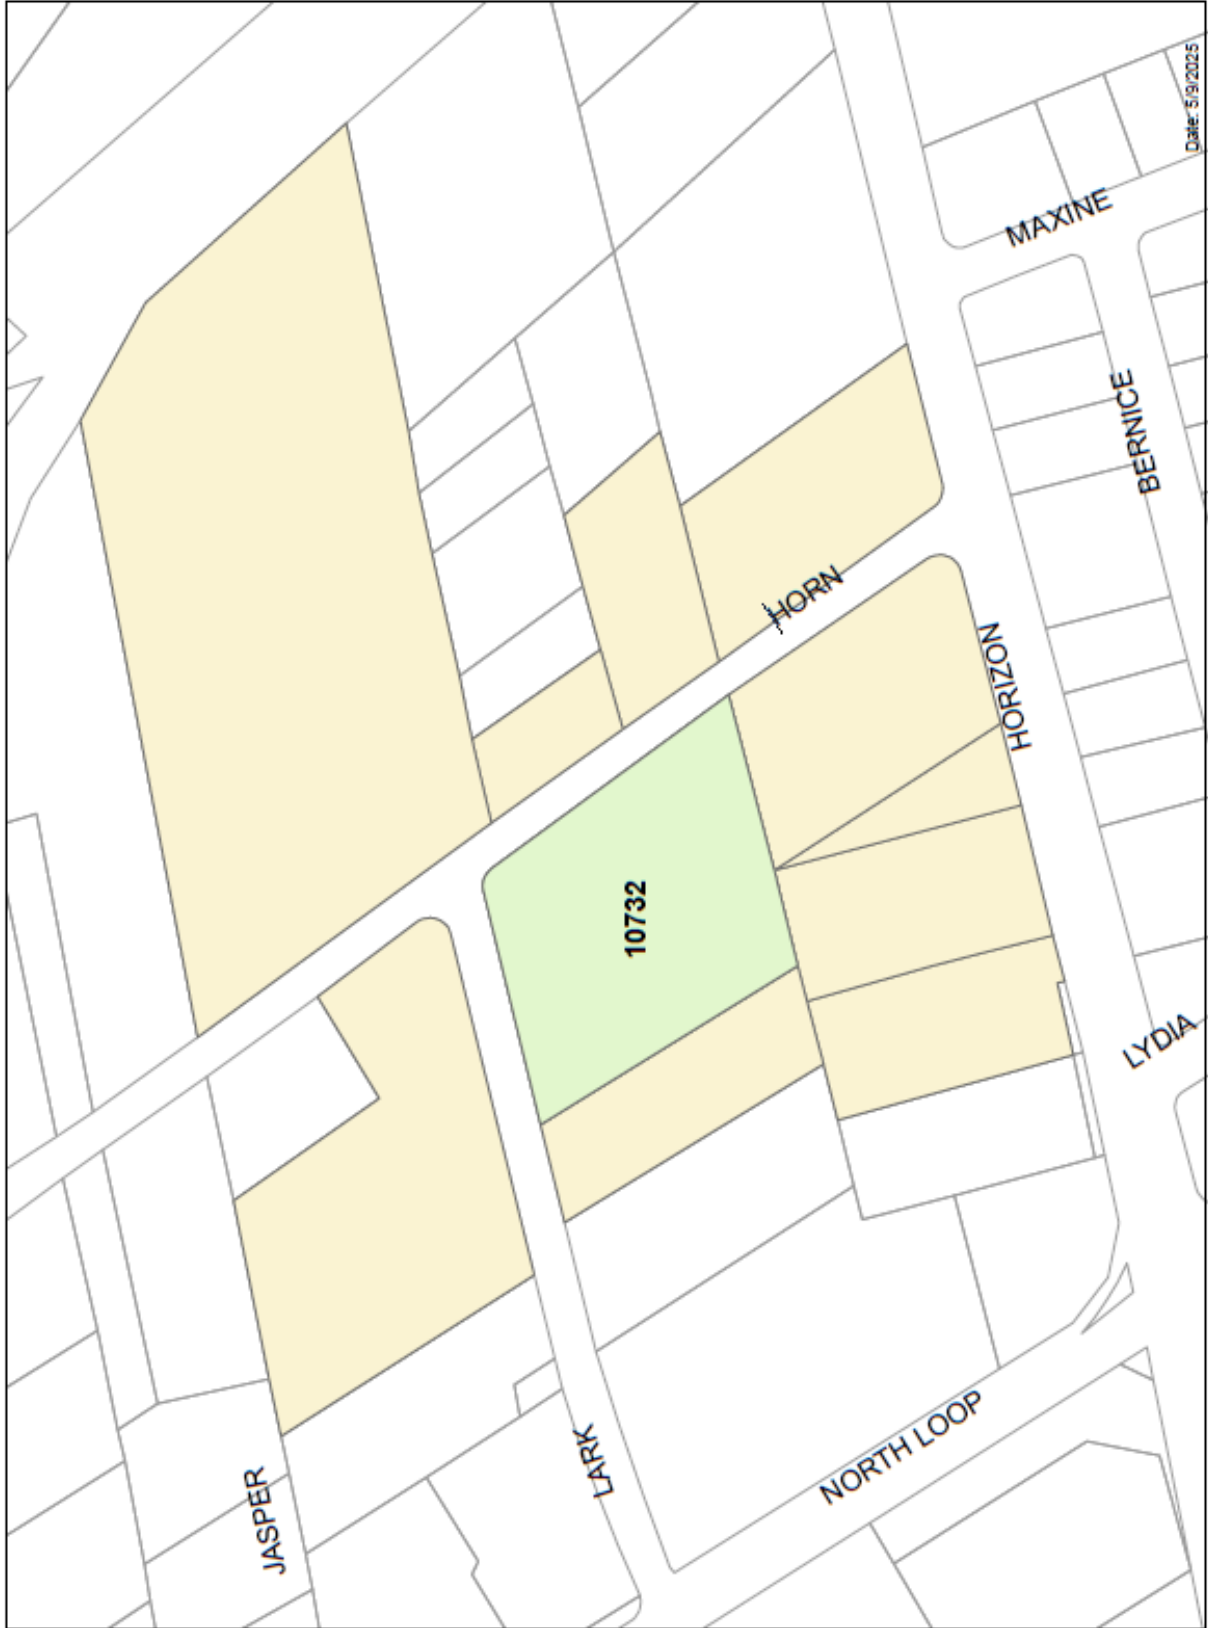 Date: 5/9/2025
MAXINE
BERNICE
HORN
HORIZON
10732
LYDIA
NORTH LOOP
LARK
JASPER